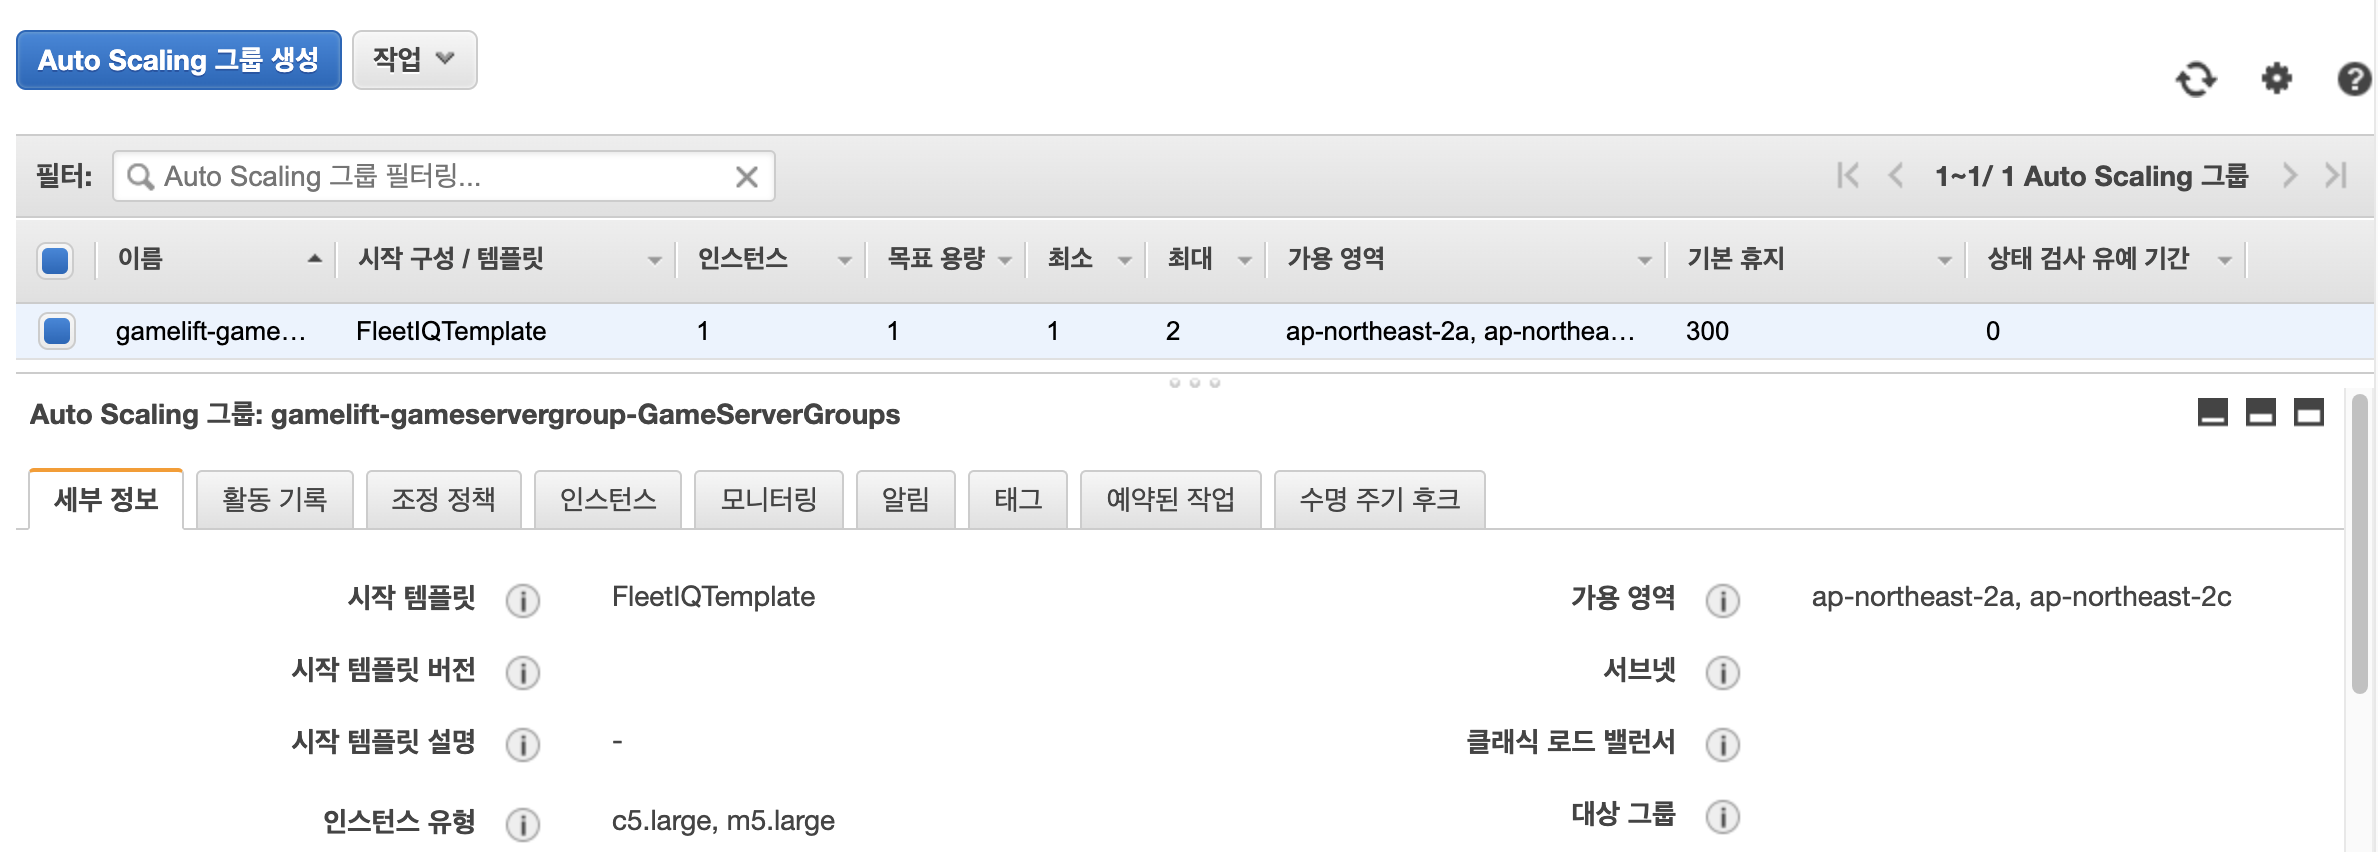 Auto Scaling 그룹 생성 작업
필터: Auto Scaling 그룹 필터링... 1~1/ 1 Auto Scaling 그룹
이름 시작 구성 / 템플릿 인스턴스 목표 용량 최소 최대 가용 영역 기본 휴지 상태 검사 유예 기간
gamelift-game... FleetIQTemplate 1 1 1 2 ap-northeast-2a, ap-northea... 300 0
Auto Scaling 그룹: gamelift-gameservergroup-GameServerGroups
세부 정보 활동 기록 조정 정책 인스턴스 모니터링 알림 태그 예약된 작업 수명 주기 후크
시작 템플릿 FleetIQTemplate 가용 영역 ap-northeast-2a, ap-northeast-2c
시작 템플릿 버전 서브넷
시작 템플릿 설명 - 클래식 로드 밸런서
인스턴스 유형 c5.large, m5.large 대상 그룹